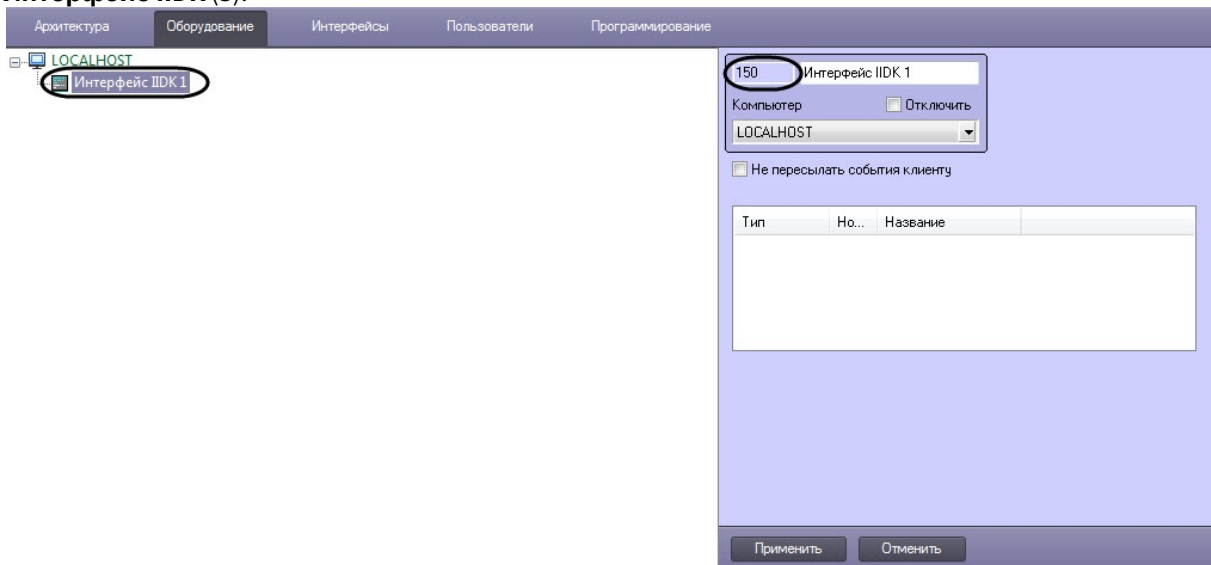 Интерфейс IIDK (3).
Архитектура Оборудование Интерфейсы Пользователи Программирование
LOCALHOST
Интерфейс IIDK 1
150 Интерфейс IIDK 1
Компьютер Отключить
LOCALHOST
Не пересылать события клиенту
Тип Но... Название
Применить Отменить